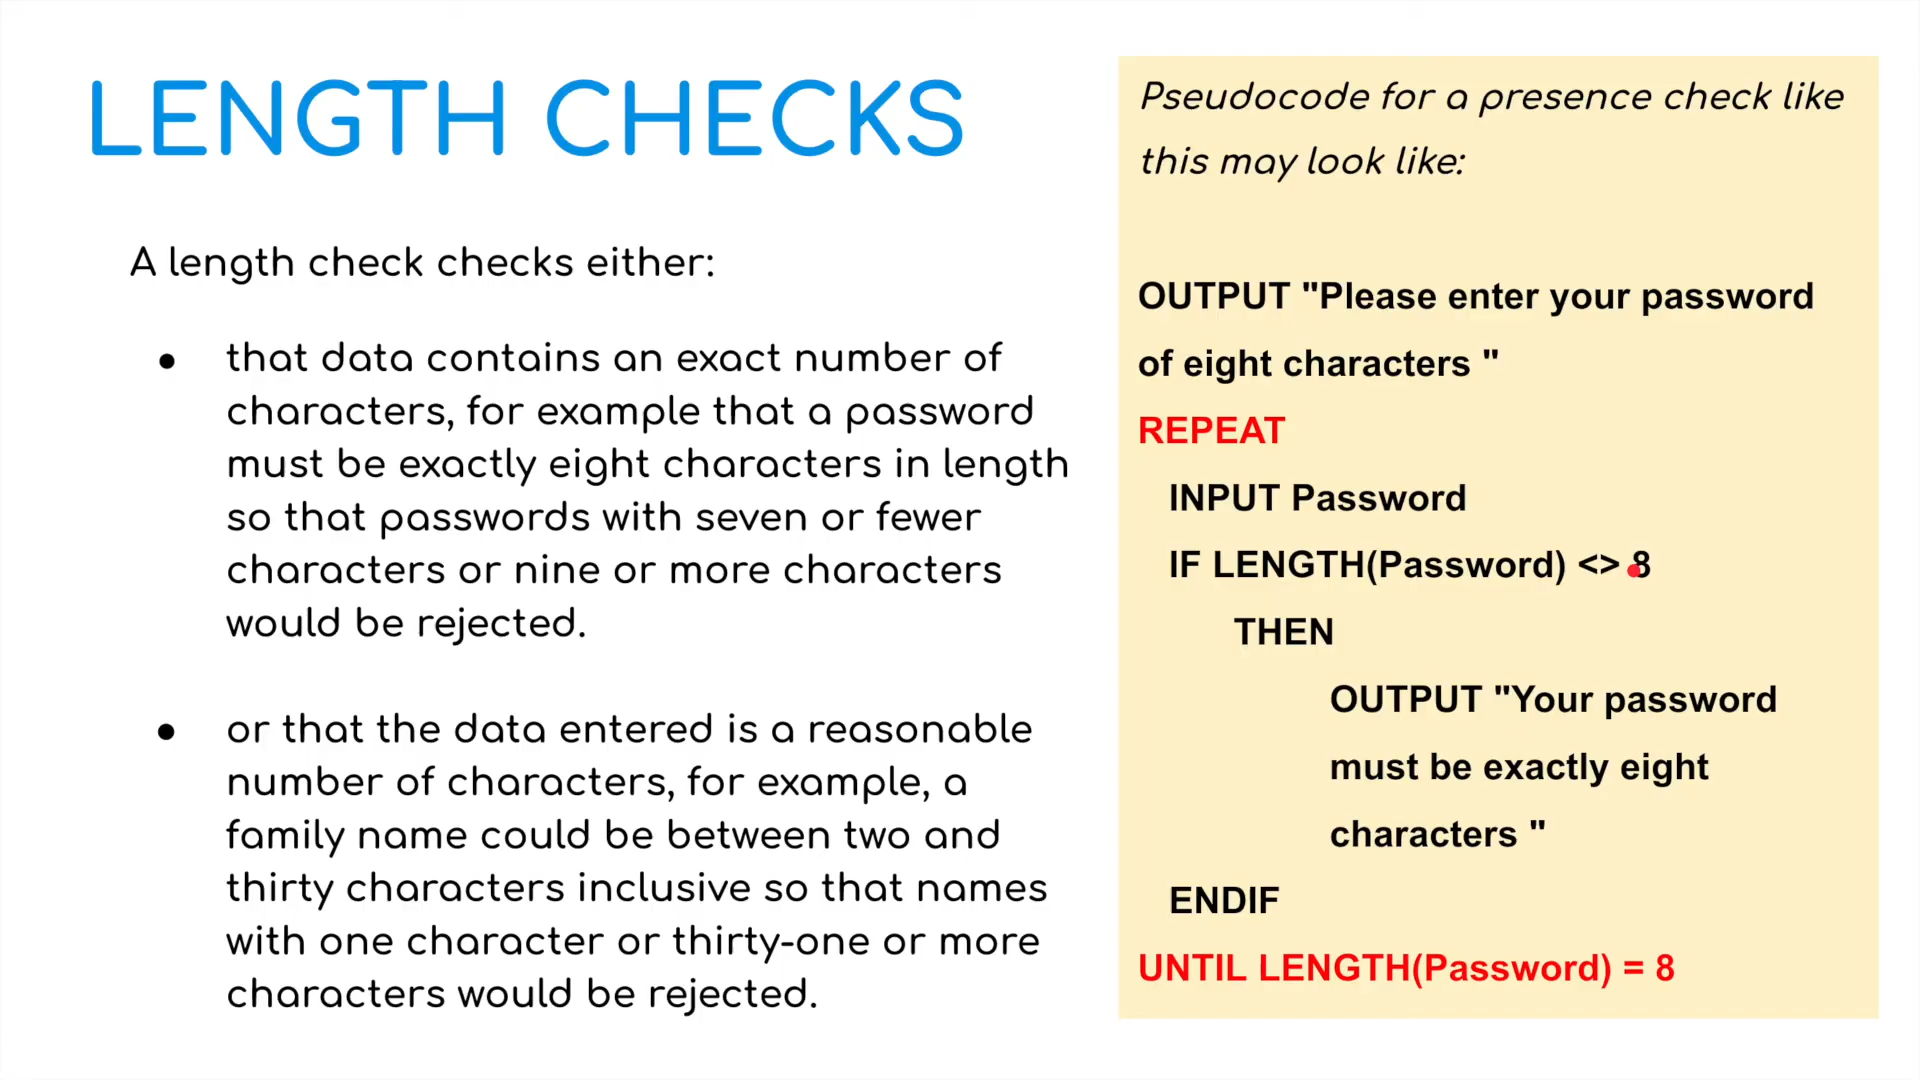 LENGTH CHECKS
A length check checks either:
● that data contains an exact number of
characters, for example that a password
must be exactly eight characters in length
so that passwords with seven or fewer
characters or nine or more characters
would be rejected.
● or that the data entered is a reasonable
number of characters, for example, a
family name could be between two and
thirty characters inclusive so that names
with one character or thirty-one or more
characters would be rejected.
Pseudocode for a presence check like
this may look like:
OUTPUT "Please enter your password
of eight characters "
REPEAT
INPUT Password
IF LENGTH(Password) <> 8
THEN
OUTPUT "Your password
must be exactly eight
characters "
ENDIF
UNTIL LENGTH(Password) = 8